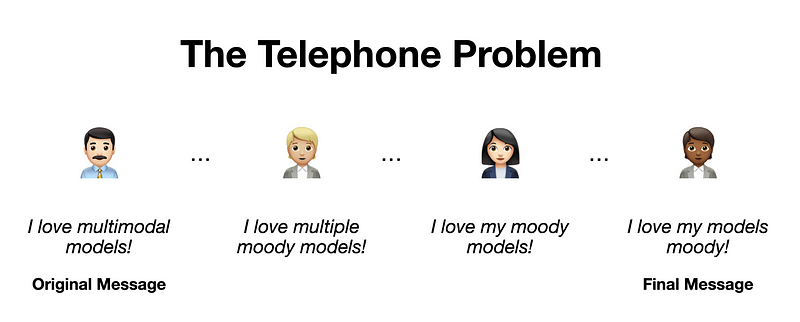 The Telephone Problem
... ... ...
I love multimodal
models!
I love multiple
moody models!
I love my moody
models!
I love my models
moody!
Original Message
Final Message